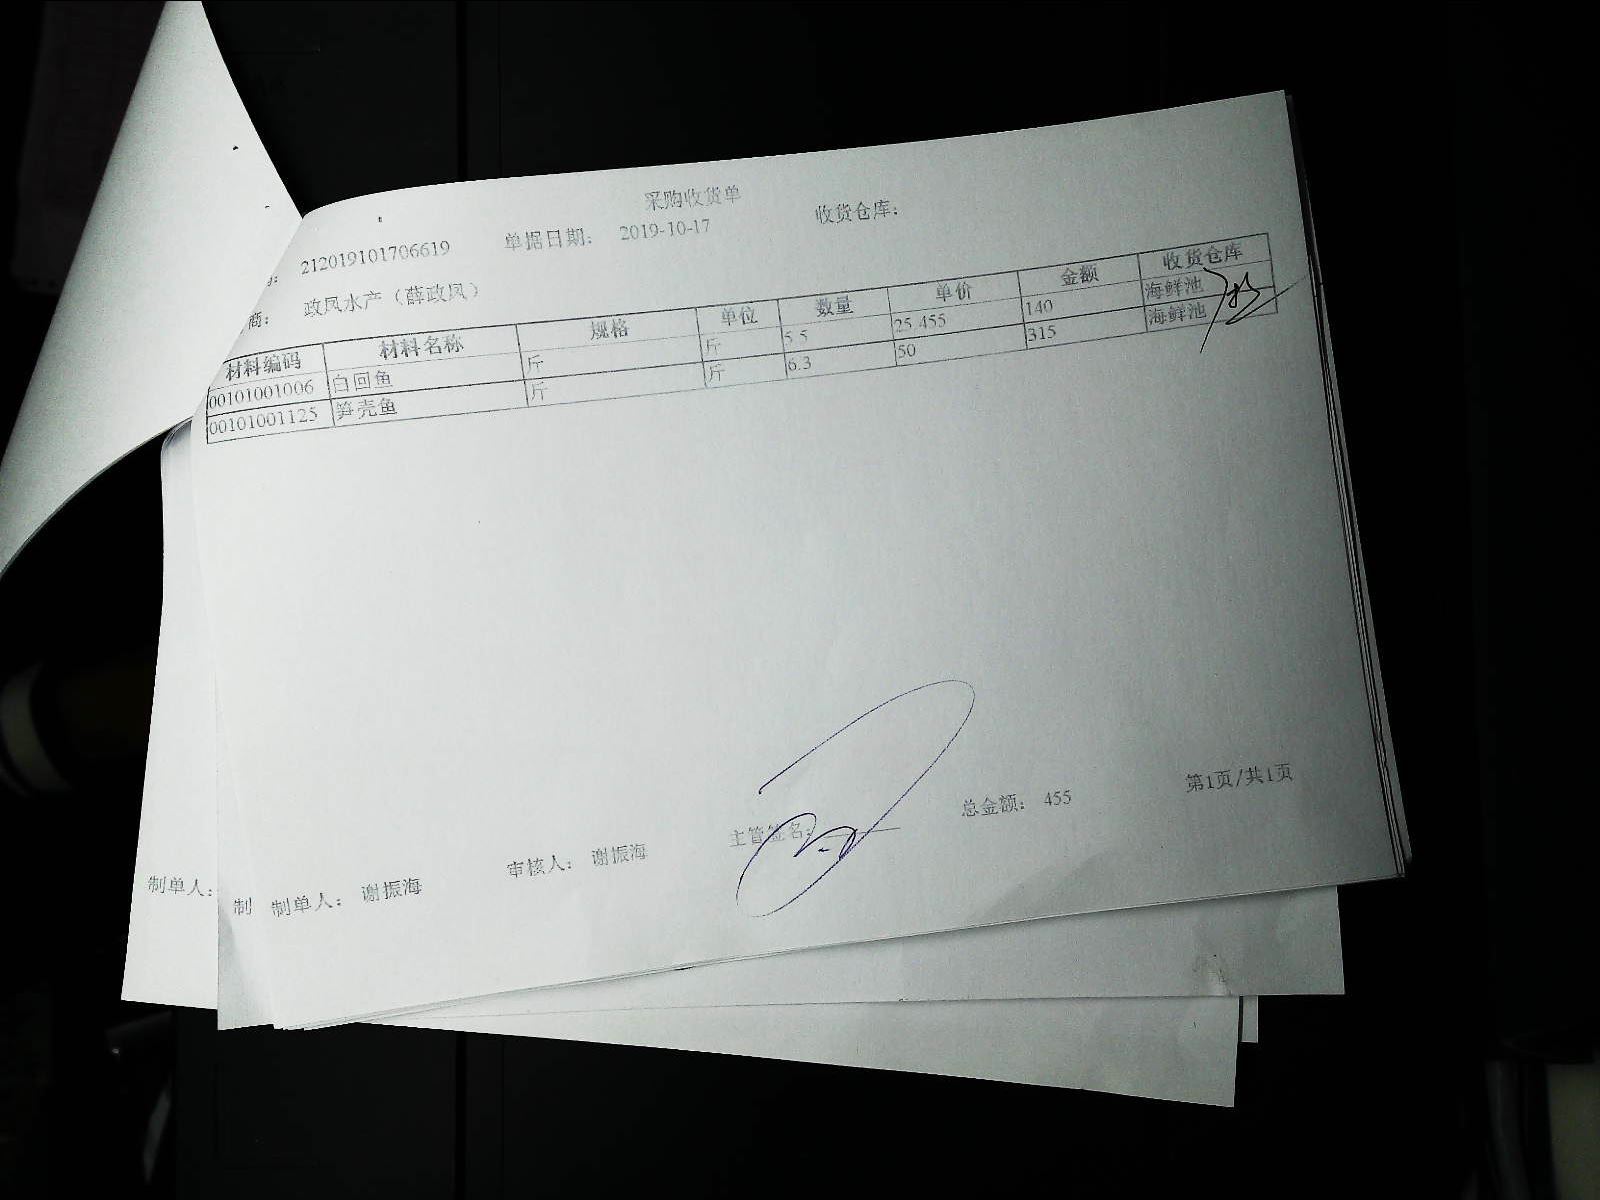 采购收货单
212019101706619 单据日期: 2019-10-17 收货仓库:
商: 政凤水产(薛政凤)
材料编码 材料名称 规格 单位 数量 单价 金额 收货仓库
00101001006 白回鱼 斤 斤 5.5 25.455 140 海鲜池
00101001125 笋壳鱼 斤 斤 6.3 50 315 海鲜池
制单人: 制 制单人: 谢振海 审核人: 谢振海 主管签名: 总金额: 455 第1页/共1页